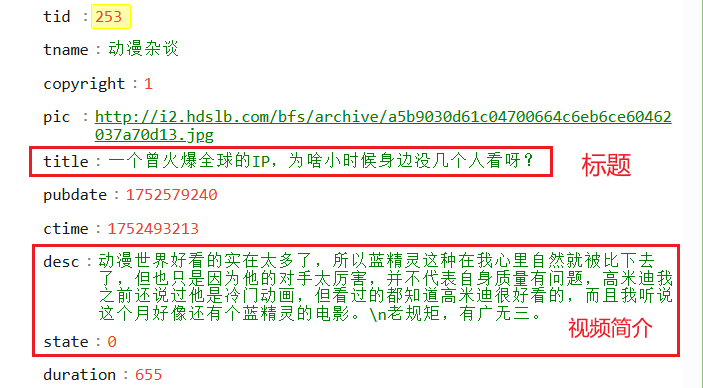 tid : 253
tname : 动漫杂谈
copyright : 1
pic : http://i2.hdslb.com/bfs/archive/a5b9030d61c04700664c6eb6ce60462
037a70d13.jpg
title : 一个曾火爆全球的IP，为啥小时候身边没几个人看呀？
标题
pubdate : 1752579240
ctime : 1752493213
desc : 动漫世界好看的实在太多了，所以蓝精灵这种在我心里自然就被比下去
了，但也只是因为他的对手太厉害，并不代表自身质量有问题，高米迪我
之前还说过他是冷门动画，但看过的都知道高米迪很好看的，而且我听说
这个月好像还有个蓝精灵的电影。\n老规矩，有广无三。
视频简介
state : 0
duration : 655